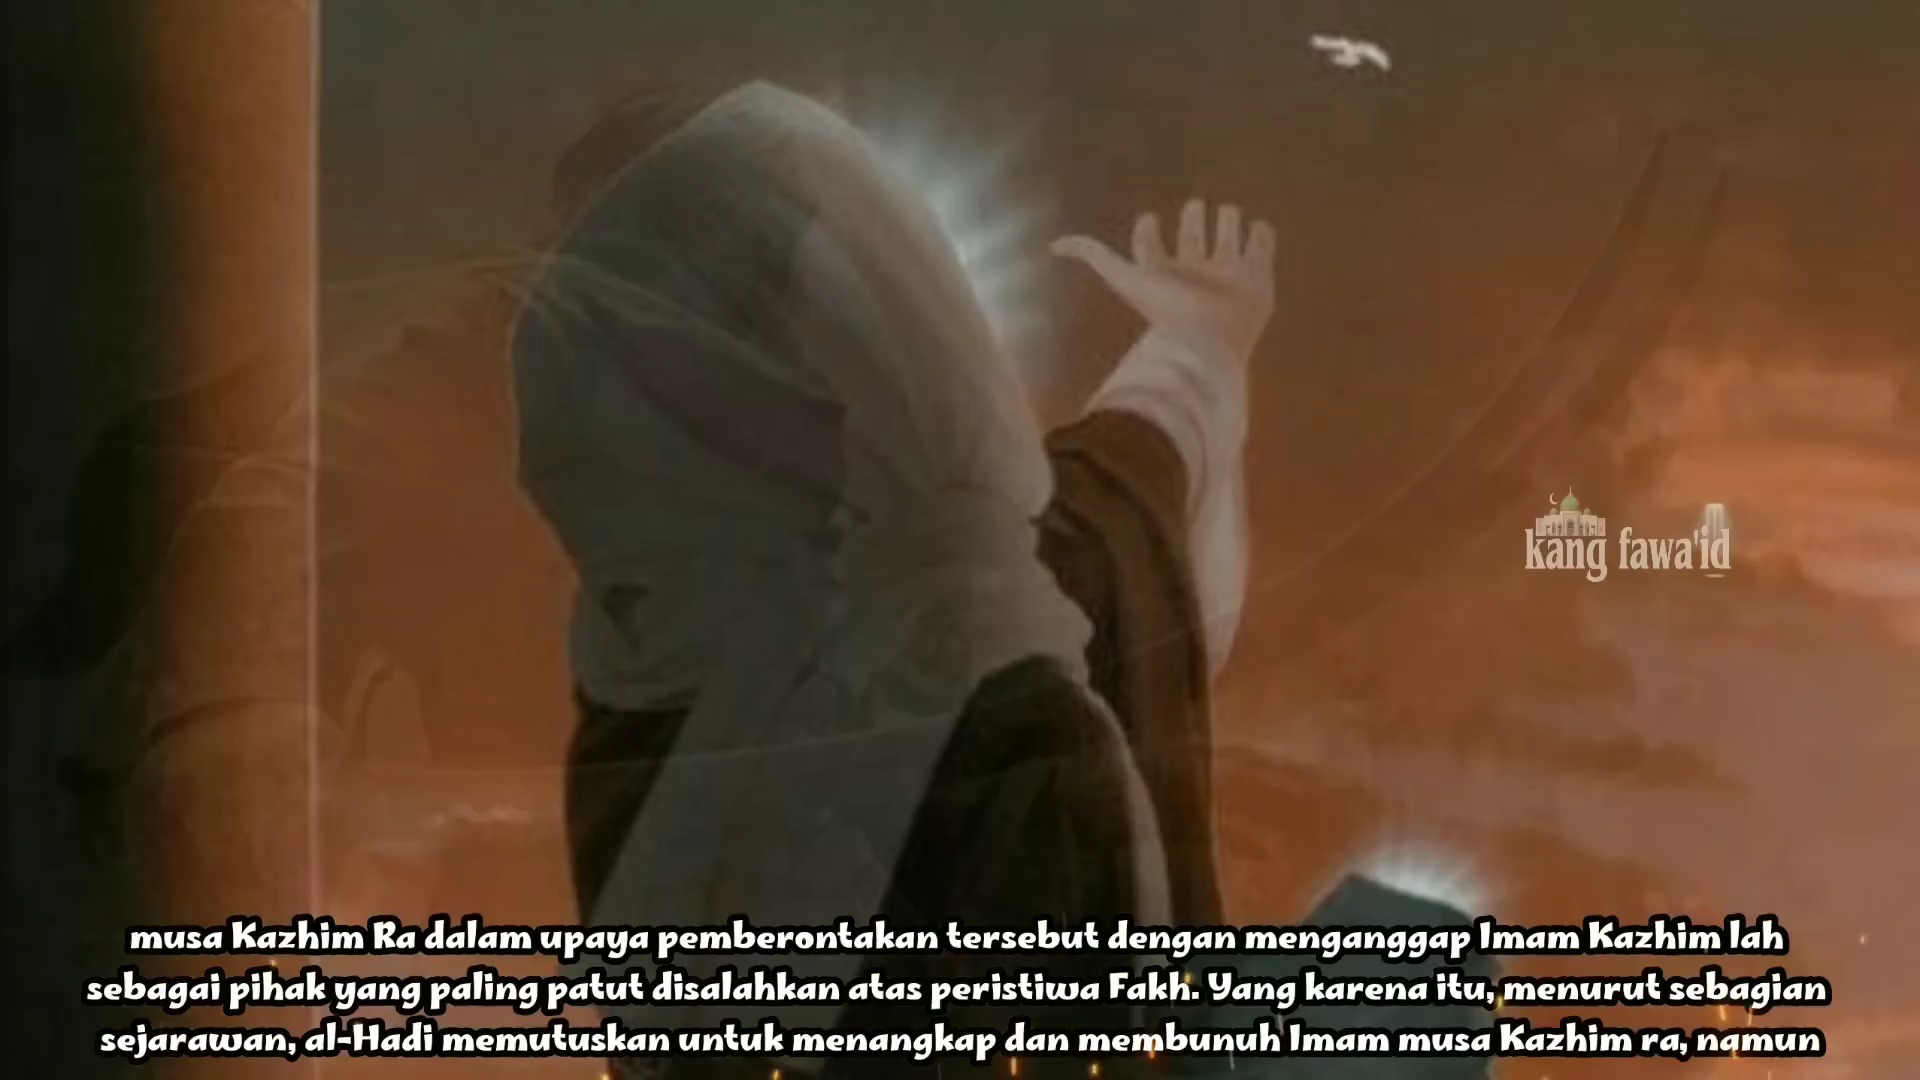 kang fawa'id
musa Kazhim Ra dalam upaya pemberontakan tersebut dengan menganggap Imam Kazhim lah
sebagai pihak yang paling patut disalahkan atas peristiwa Fakh. Yang karena itu, menurut sebagian
sejarawan, al-Hadi memutuskan untuk menangkap dan membunuh Imam musa Kazhim ra, namun